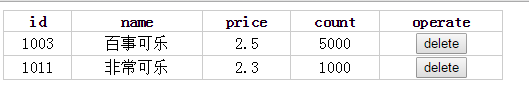 id name price count operate
1003 百事可乐 2.5 5000 delete
1011 非常可乐 2.3 1000 delete